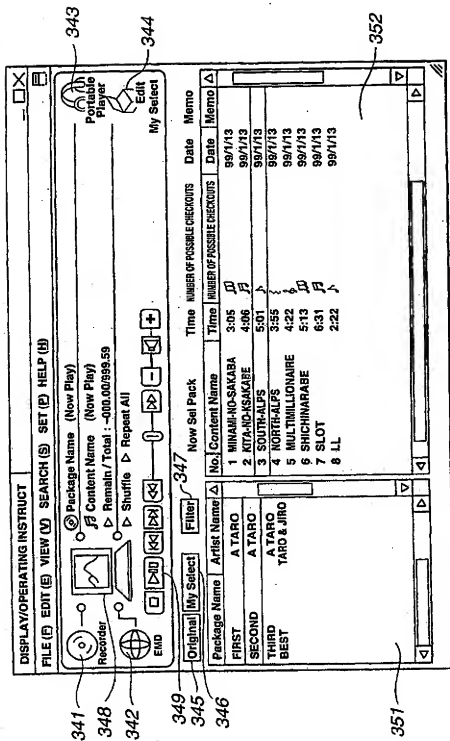 DISPLAY/OPERATING INSTRUCT
FILE (F) EDIT (E) VIEW (V) SEARCH (S) SET (P) HELP (H)
Recorder
EMD
Package Name (Now Play)
Content Name (Now Play)
Remain / Total : -000.00/999.59
Shuffle Repeat All
Portable Player
Edit
My Select
Original My Select Filter
Now Sel Pack Time NUMBER OF POSSIBLE CHECKOUTS Date Memo
Package Name Artist Name
FIRST A TARO
SECOND A TARO
THIRD A TARO
BEST TARO & JIRO
No. Content Name Time NUMBER OF POSSIBLE CHECKOUTS Date Memo
1 MINAMI-NO-SAKABA 3:05 99/1/13
2 KITA-NO-KSAKABE 4:06 99/1/13
3 SOUTH-ALPS 5:01 99/1/13
4 NORTH-ALPS 3:55 99/1/13
5 MULTIMILLIONAIRE 4:22 99/1/13
6 SHICHINARABE 5:13 99/1/13
7 SLOT 6:31 99/1/13
8 LL 2:22 99/1/13
341
348
342
349
345
346
347
351
343
344
352